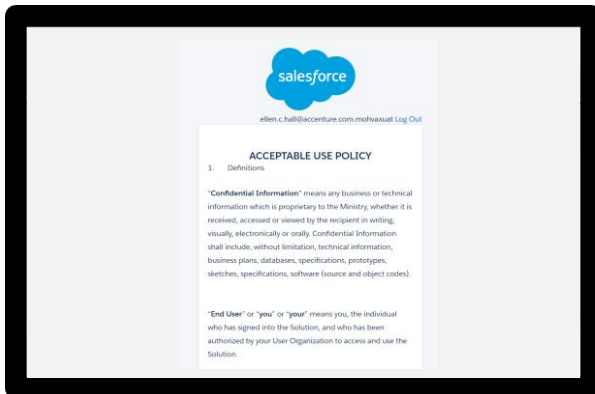 salesforce
ellen.c.hall@accenture.com.mohvaxuat Log Out
ACCEPTABLE USE POLICY
1. Definitions
"Confidential Information" means any business or technical
information which is proprietary to the Ministry, whether it is
received, accessed or viewed by the recipient in writing,
visually, electronically or orally. Confidential Information
shall include, without limitation, technical information,
business plans, databases, specifications, prototypes,
sketches, specifications, software (source and object codes).
"End User" or "you" or "your" means you, the individual
who has signed into the Solution, and who has been
authorized by your User Organization to access and use the
Solution.